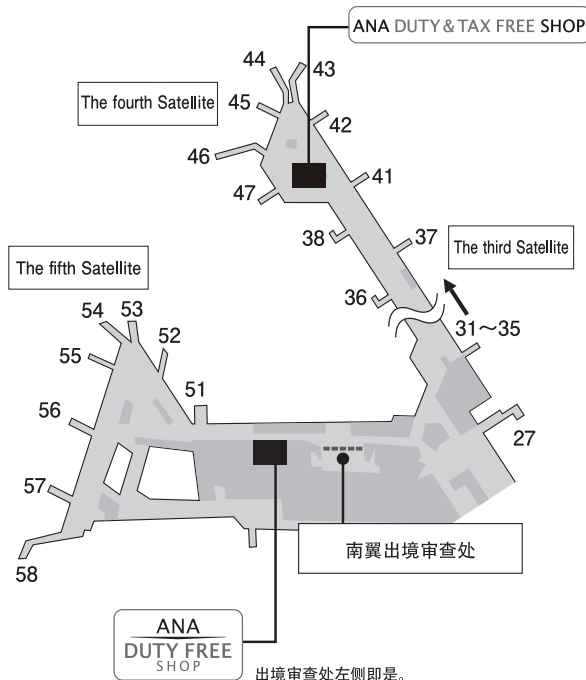 ANA DUTY & TAX FREE SHOP
44
43
The fourth Satellite
45
42
46
41
47
38
37
The third Satellite
The fifth Satellite
36
31～35
54
53
52
55
51
56
27
57
58
南翼出境审查处
ANA
DUTY FREE
SHOP
出境审查处左侧即是。